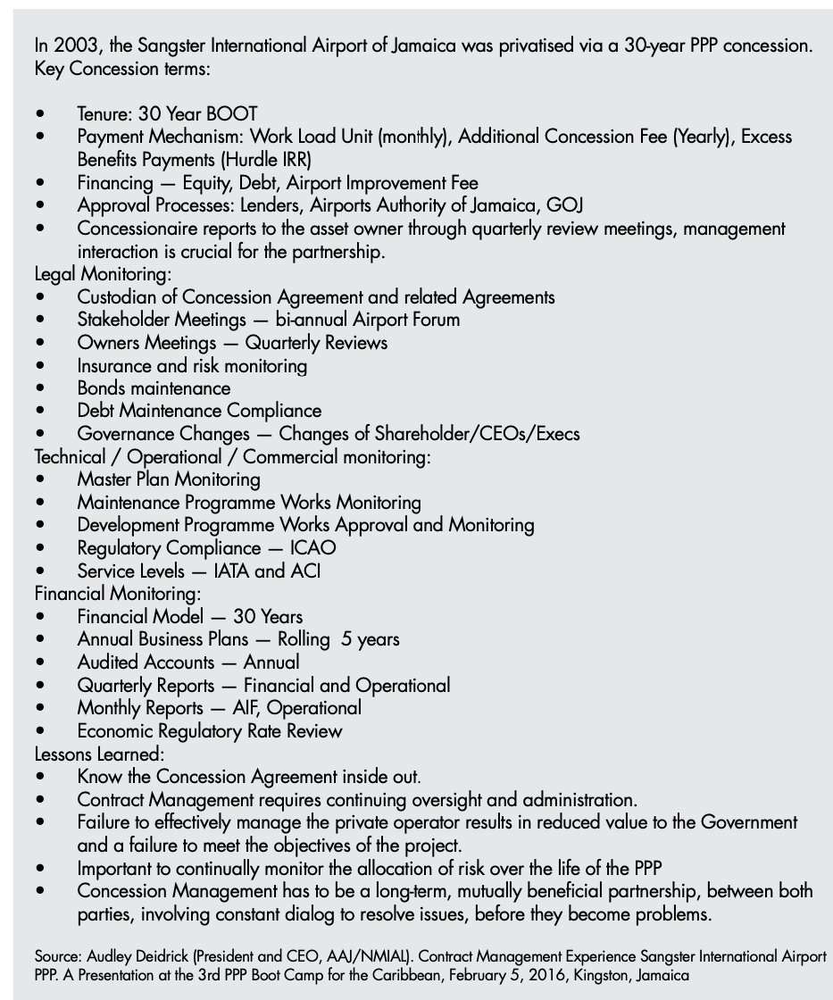 In 2003, the Sangster International Airport of Jamaica was privatised via a 30-year PPP concession.
Key Concession terms:
• Tenure: 30 Year BOOT
• Payment Mechanism: Work Load Unit (monthly), Additional Concession Fee (Yearly), Excess
Benefits Payments (Hurdle IRR)
• Financing — Equity, Debt, Airport Improvement Fee
• Approval Processes: Lenders, Airports Authority of Jamaica, GOJ
• Concessionaire reports to the asset owner through quarterly review meetings, management
interaction is crucial for the partnership.
Legal Monitoring:
• Custodian of Concession Agreement and related Agreements
• Stakeholder Meetings — bi-annual Airport Forum
• Owners Meetings — Quarterly Reviews
• Insurance and risk monitoring
• Bonds maintenance
• Debt Maintenance Compliance
• Governance Changes — Changes of Shareholder/CEOs/Execs
Technical / Operational / Commercial monitoring:
• Master Plan Monitoring
• Maintenance Programme Works Monitoring
• Development Programme Works Approval and Monitoring
• Regulatory Compliance — ICAO
• Service Levels — IATA and ACI
Financial Monitoring:
• Financial Model — 30 Years
• Annual Business Plans — Rolling 5 years
• Audited Accounts — Annual
• Quarterly Reports — Financial and Operational
• Monthly Reports — AIF, Operational
• Economic Regulatory Rate Review
Lessons Learned:
• Know the Concession Agreement inside out.
• Contract Management requires continuing oversight and administration.
• Failure to effectively manage the private operator results in reduced value to the Government
and a failure to meet the objectives of the project.
• Important to continually monitor the allocation of risk over the life of the PPP
• Concession Management has to be a long-term, mutually beneficial partnership, between both
parties, involving constant dialog to resolve issues, before they become problems.
Source: Audley Deidrick (President and CEO, AAJ/NMIAL). Contract Management Experience Sangster International Airport
PPP. A Presentation at the 3rd PPP Boot Camp for the Caribbean, February 5, 2016, Kingston, Jamaica